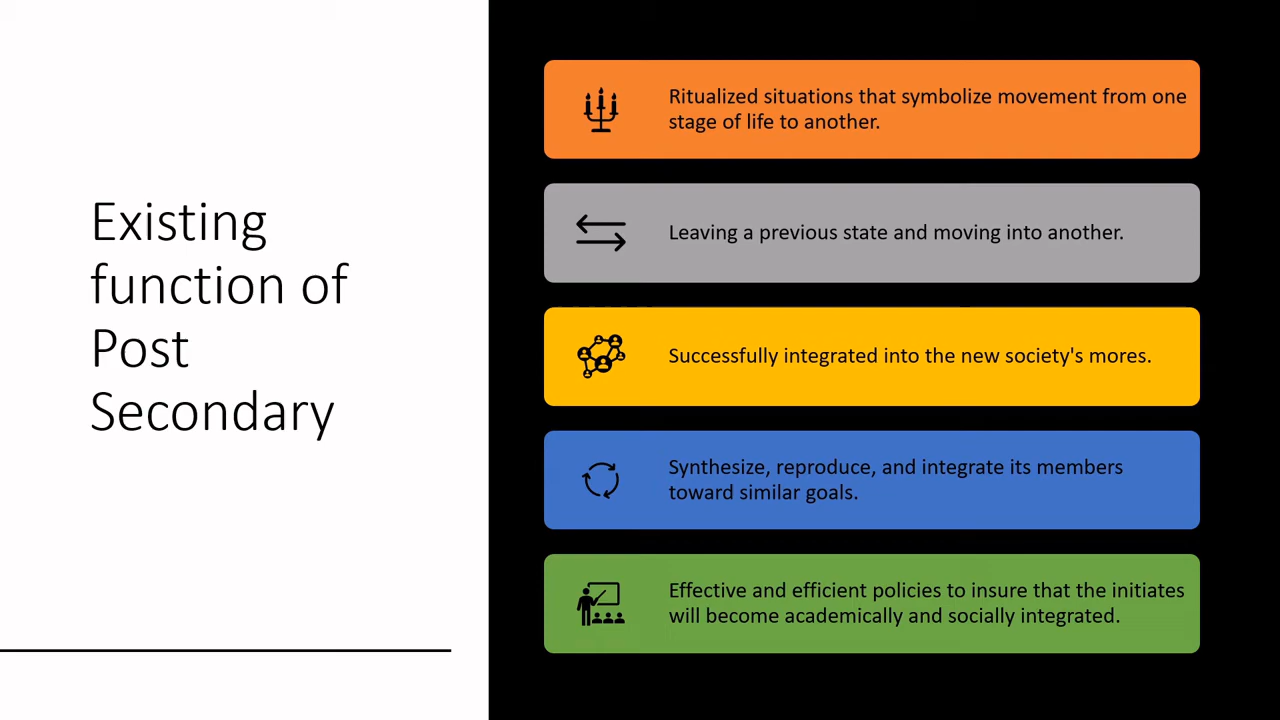 Existing
function of
Post
Secondary
Ritualized situations that symbolize movement from one
stage of life to another.
Leaving a previous state and moving into another.
Successfully integrated into the new society's mores.
Synthesize, reproduce, and integrate its members
toward similar goals.
Effective and efficient policies to insure that the initiates
will become academically and socially integrated.